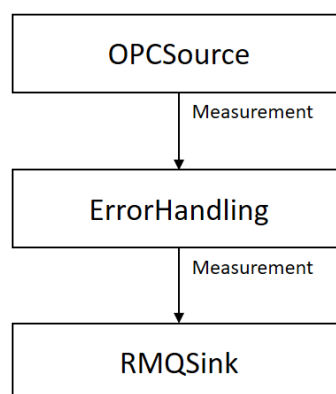 OPCSource
Measurement
ErrorHandling
Measurement
RMQSink